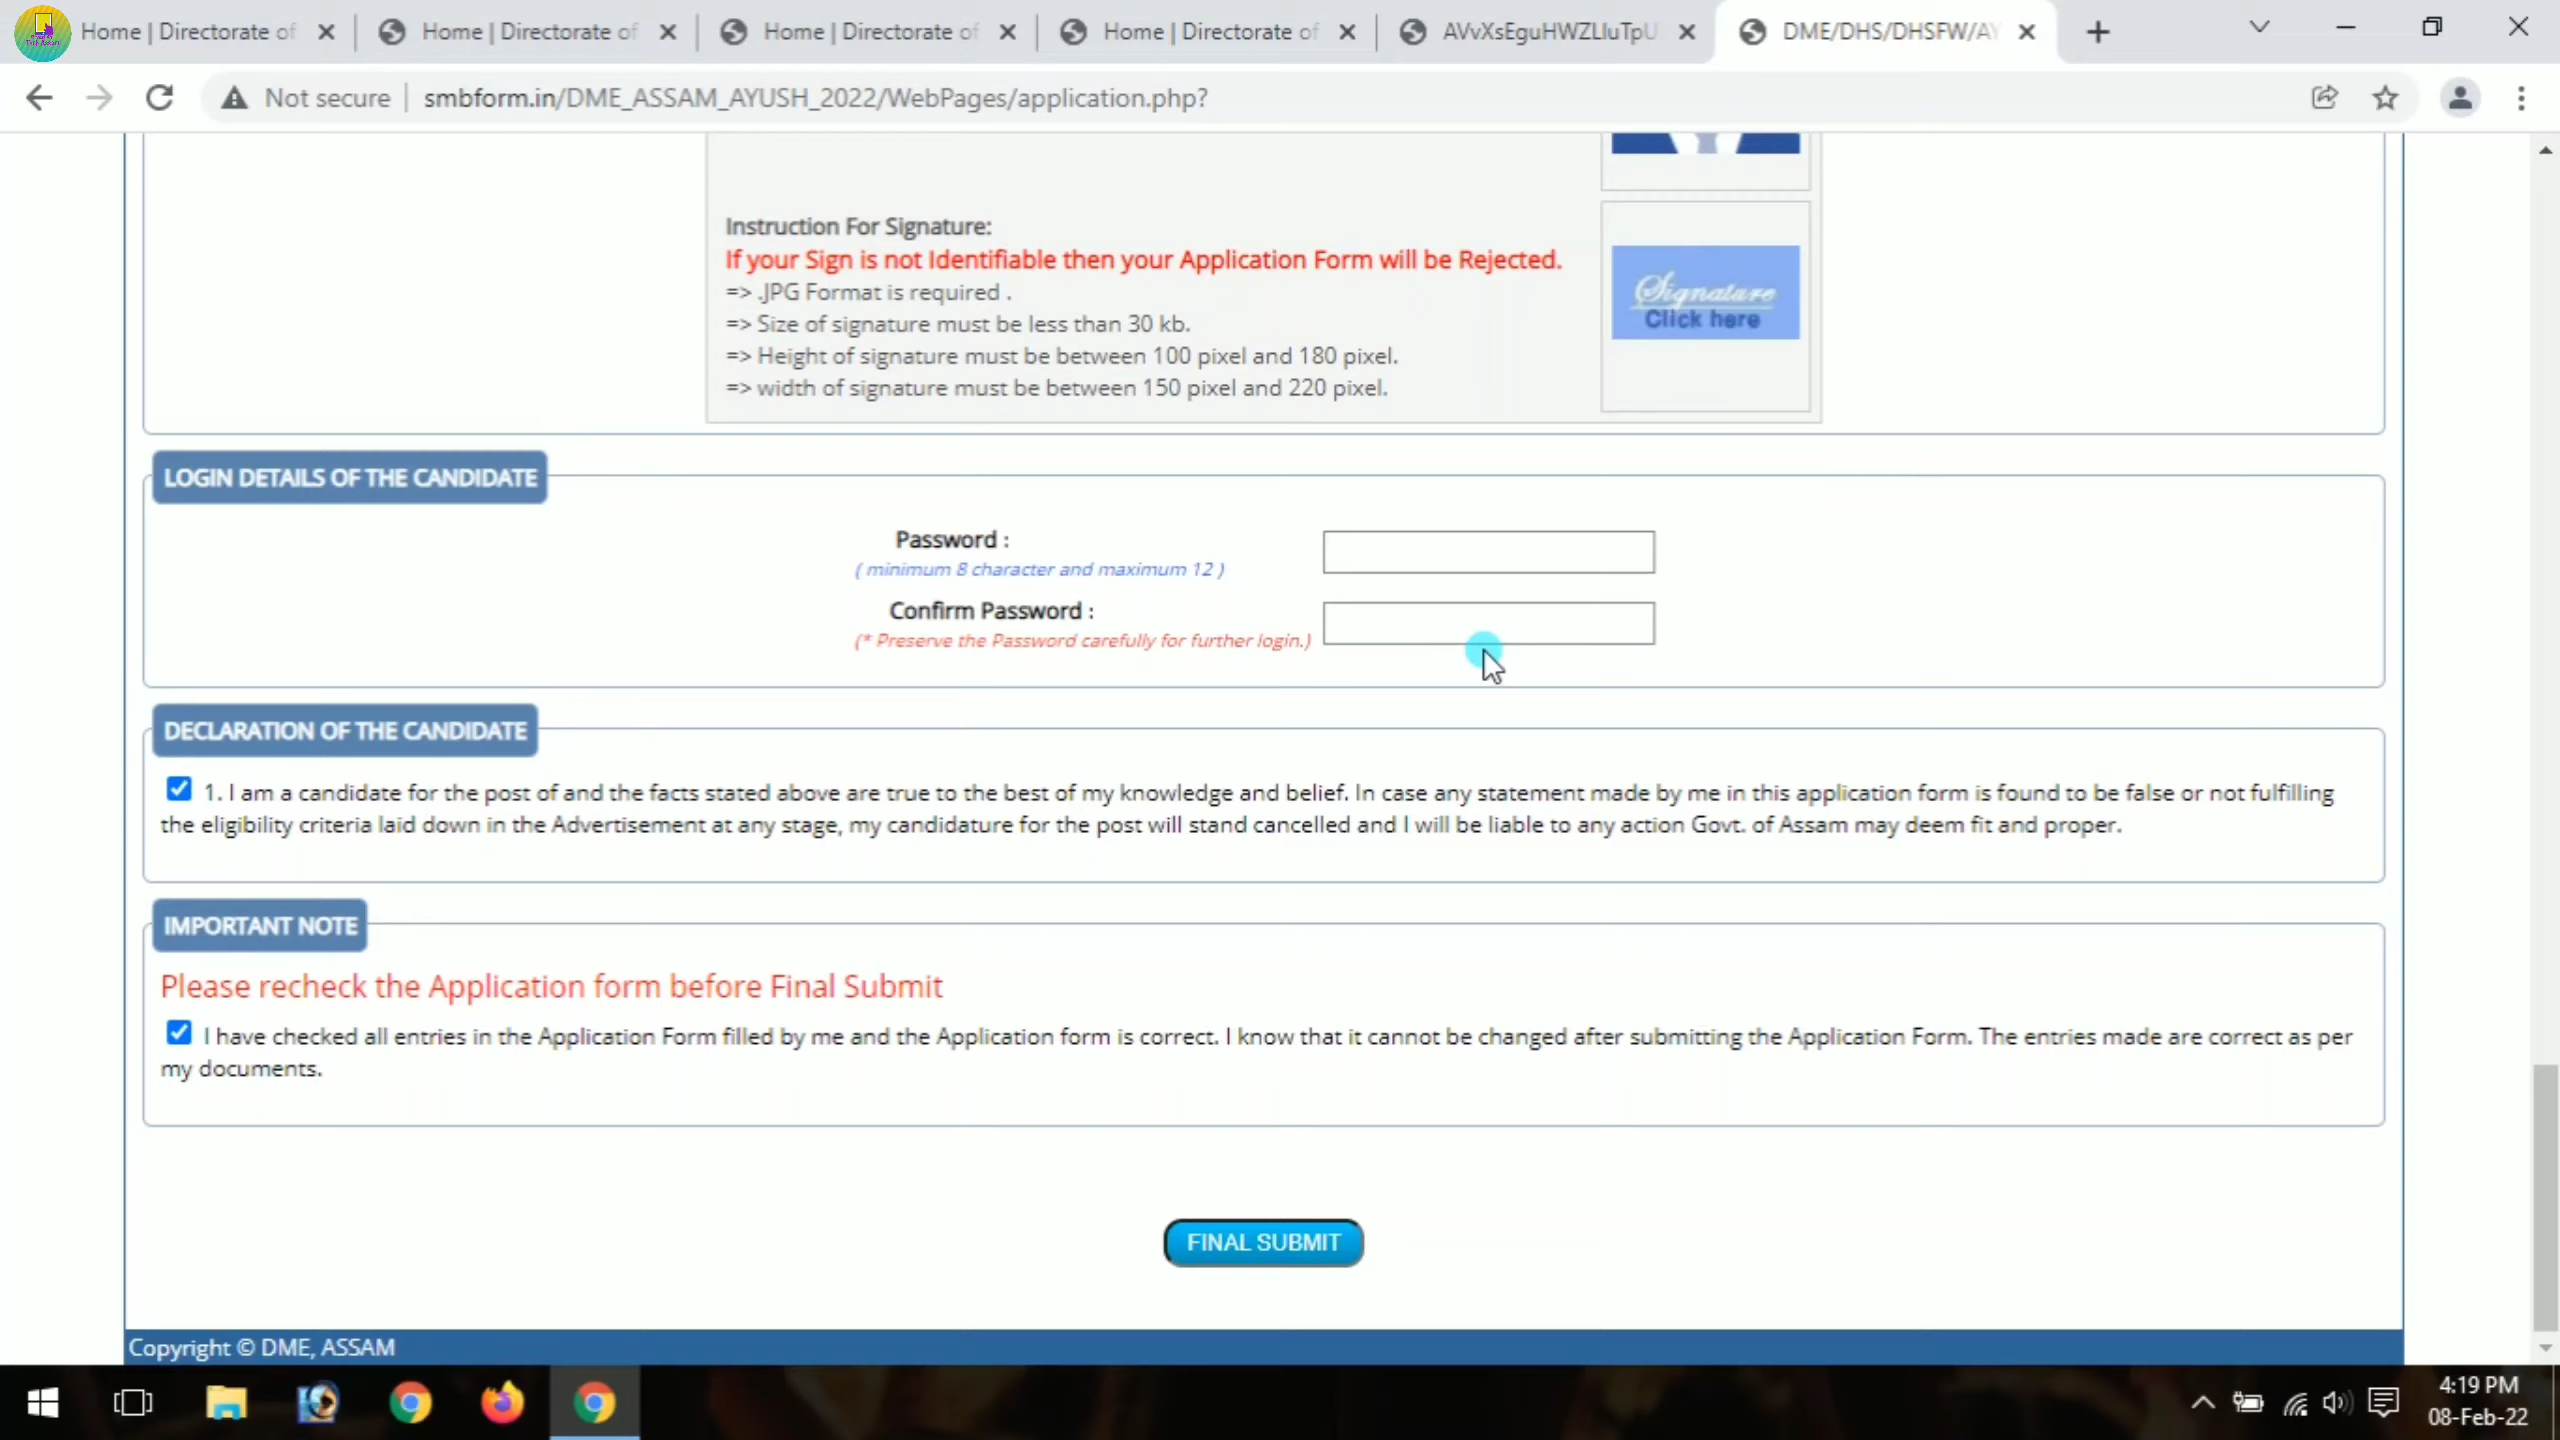 Home | Directorate of
Home | Directorate of
Home | Directorate of
Home | Directorate of
DME/DHS/DHSFW/AY
Not secure
smbform.in/DME_ASSAM_AYUSH_2022/WebPages/application.php?
Instruction For Signature:
If your Sign is not Identifiable then your Application Form will be Rejected.
=> .JPG Format is required .
=> Size of signature must be less than 30 kb.
=> Height of signature must be between 100 pixel and 180 pixel.
=> width of signature must be between 150 pixel and 220 pixel.
Signature
Click here
LOGIN DETAILS OF THE CANDIDATE
Password :
( minimum 8 character and maximum 12 )
Confirm Password :
(* Preserve the Password carefully for further login.)
DECLARATION OF THE CANDIDATE
1. I am a candidate for the post of and the facts stated above are true to the best of my knowledge and belief. In case any statement made by me in this application form is found to be false or not fulfilling
the eligibility criteria laid down in the Advertisement at any stage, my candidature for the post will stand cancelled and I will be liable to any action Govt. of Assam may deem fit and proper.
IMPORTANT NOTE
Please recheck the Application form before Final Submit
I have checked all entries in the Application Form filled by me and the Application form is correct. I know that it cannot be changed after submitting the Application Form. The entries made are correct as per
my documents.
FINAL SUBMIT
Copyright © DME, ASSAM
4:19 PM
08-Feb-22